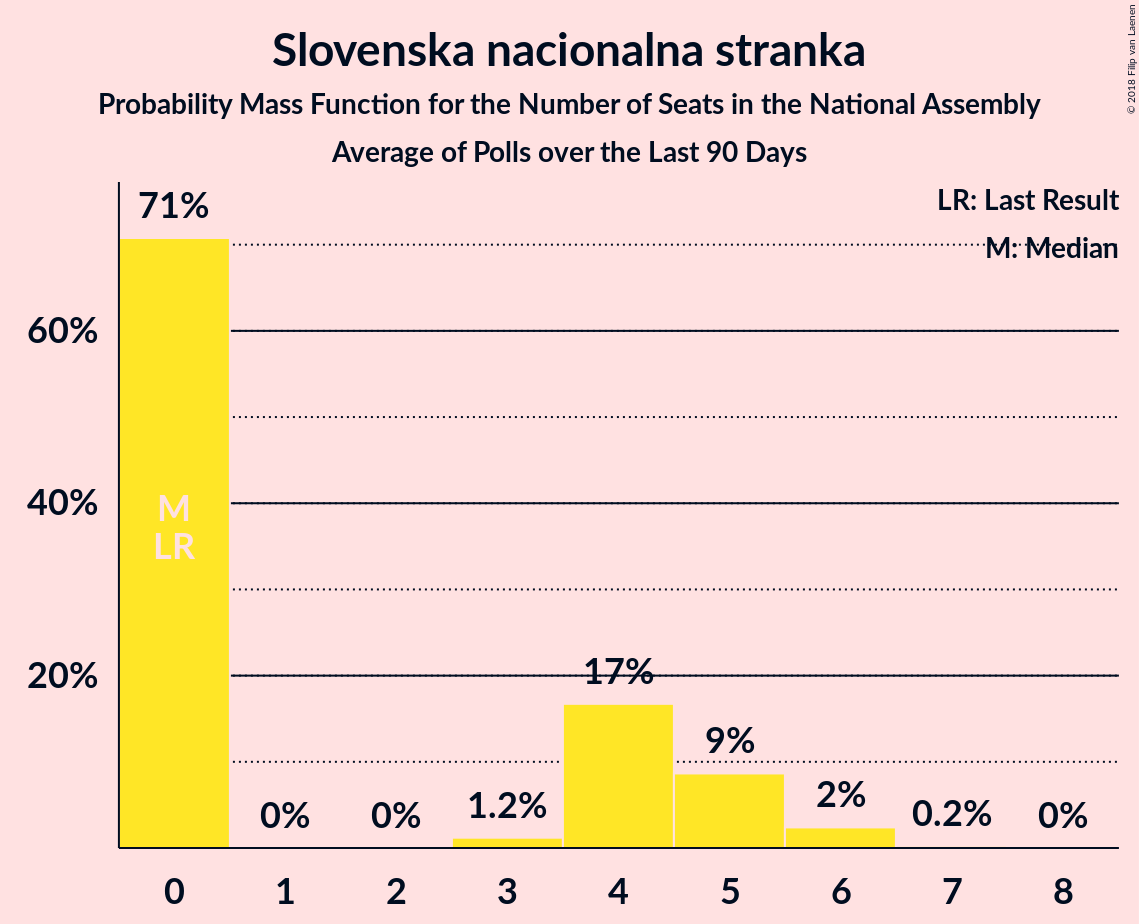 Slovenska nacionalna stranka
Probability Mass Function for the Number of Seats in the National Assembly
Average of Polls over the Last 90 Days
© 2018 Filip van Laenen
LR: Last Result
M: Median
71%
60%
40%
20%
M
LR
0%
0%
1.2%
17%
9%
2%
0.2%
0%
0 1 2 3 4 5 6 7 8